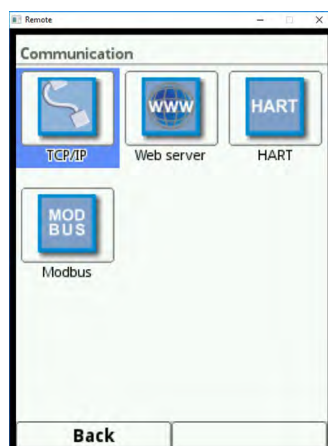 Remote
Communication
WWW
HART
TCP/IP
Web server
HART
MOD
BUS
Modbus
Back